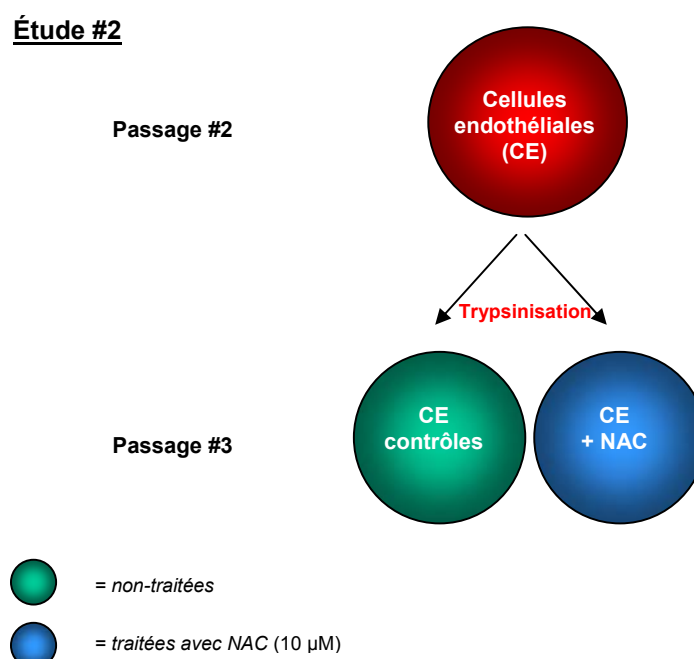 Étude #2
Cellules
endothéliales
(CE)
Passage #2
Trypsinisation
CE
contrôles
CE
+ NAC
Passage #3
= non-traitées
= traitées avec NAC (10 µM)